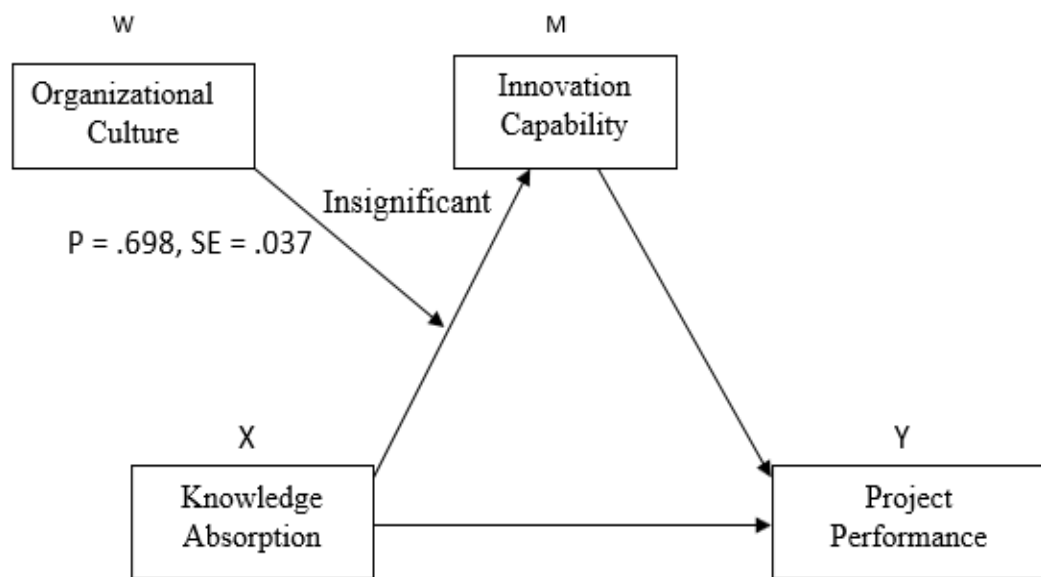 W
M
Organizational
Culture
Innovation
Capability
Insignificant
P = .698, SE = .037
X
Y
Knowledge
Absorption
Project
Performance